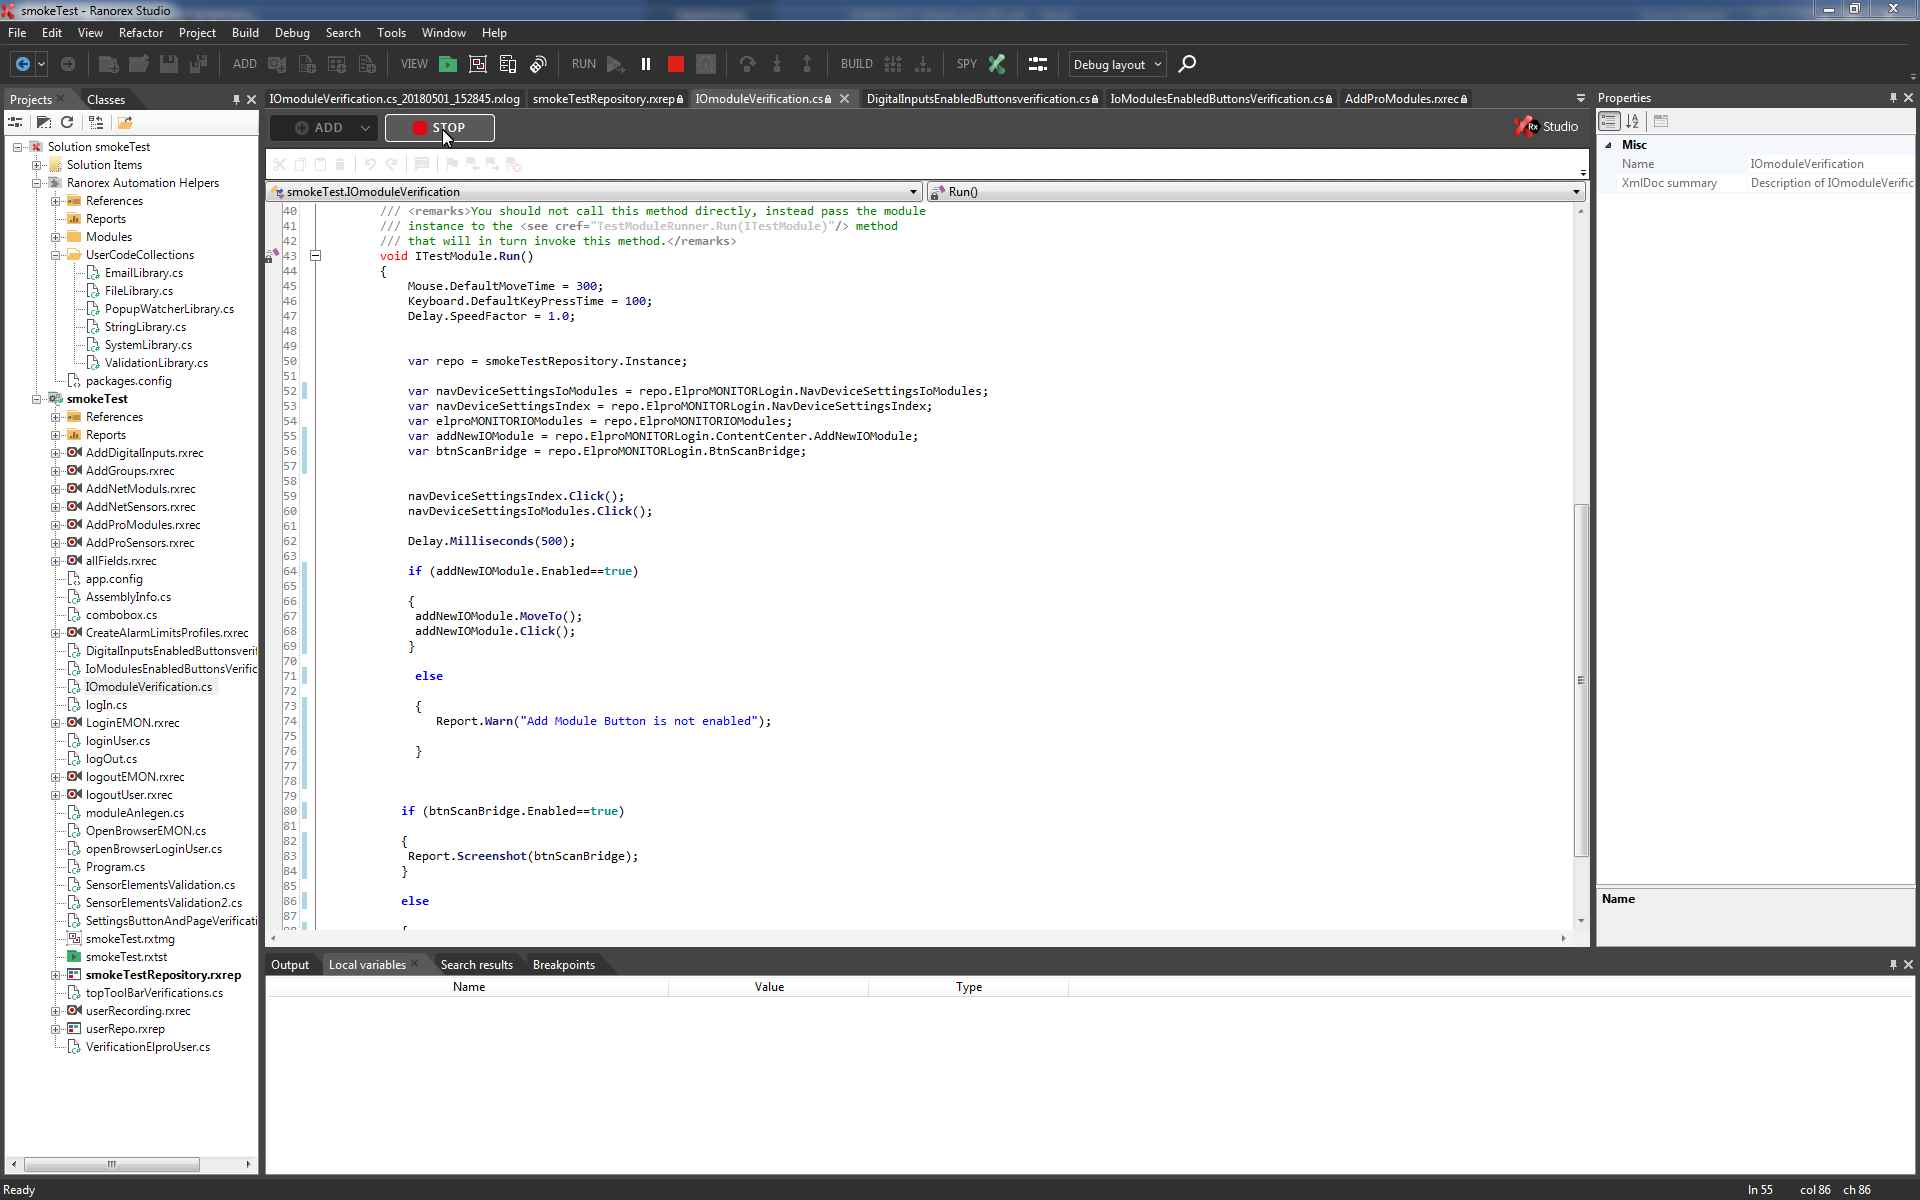 smokeTest - Ranorex Studio
File Edit View Refactor Project Build Debug Search Tools Window Help
ADD VIEW RUN BUILD SPY Debug layout
Projects Classes
IOmoduleVerification.cs_20180501_152845.rxlog smokeTestRepository.rxrep IOmoduleVerification.cs DigitalInputsEnabledButtonsverification.cs IoModulesEnabledButtonsVerification.cs AddProModules.rxrec
ADD STOP Rx Studio
smokeTest.IOmoduleVerification Run()
Solution smokeTest
Solution Items
Ranorex Automation Helpers
References
Reports
Modules
UserCodeCollections
EmailLibrary.cs
FileLibrary.cs
PopupWatcherLibrary.cs
StringLibrary.cs
SystemLibrary.cs
ValidationLibrary.cs
packages.config
smokeTest
References
Reports
AddDigitalInputs.rxrec
AddGroups.rxrec
AddNetModuls.rxrec
AddNetSensors.rxrec
AddProModules.rxrec
AddProSensors.rxrec
allFields.rxrec
app.config
AssemblyInfo.cs
combobox.cs
CreateAlarmLimitsProfiles.rxrec
DigitalInputsEnabledButtonsverif
IoModulesEnabledButtonsVerific
IOmoduleVerification.cs
logIn.cs
LoginEMON.rxrec
loginUser.cs
logOut.cs
logoutEMON.rxrec
logoutUser.rxrec
moduleAnlegen.cs
OpenBrowserEMON.cs
openBrowserLoginUser.cs
Program.cs
SensorElementsValidation.cs
SensorElementsValidation2.cs
SettingsButtonAndPageVerificati
smokeTest.rxtmg
smokeTest.rxtst
smokeTestRepository.rxrep
topToolBarVerifications.cs
userRecording.rxrec
userRepo.rxrep
VerificationElproUser.cs
40 /// <remarks>You should not call this method directly, instead pass the module
41 /// instance to the <see cref="TestModuleRunner.Run(ITestModule)"/> method
42 /// that will in turn invoke this method.</remarks>
43 void ITestModule.Run()
44 {
45 Mouse.DefaultMoveTime = 300;
46 Keyboard.DefaultKeyPressTime = 100;
47 Delay.SpeedFactor = 1.0;
48
49
50 var repo = smokeTestRepository.Instance;
51
52 var navDeviceSettingsIoModules = repo.ElproMONITORLogin.NavDeviceSettingsIoModules;
53 var navDeviceSettingsIndex = repo.ElproMONITORLogin.NavDeviceSettingsIndex;
54 var elproMONITORIOModules = repo.ElproMONITORIOModules;
55 var addNewIOModule = repo.ElproMONITORLogin.ContentCenter.AddNewIOModule;
56 var btnScanBridge = repo.ElproMONITORLogin.BtnScanBridge;
57
58
59 navDeviceSettingsIndex.Click();
60 navDeviceSettingsIoModules.Click();
61
62 Delay.Milliseconds(500);
63
64 if (addNewIOModule.Enabled==true)
65
66 {
67 addNewIOModule.MoveTo();
68 addNewIOModule.Click();
69 }
70
71 else
72
73 {
74 Report.Warn("Add Module Button is not enabled");
75
76 }
77
78
79
80 if (btnScanBridge.Enabled==true)
81
82 {
83 Report.Screenshot(btnScanBridge);
84 }
85
86 else
87
88 {
Properties
Misc
Name IOmoduleVerification
XmlDoc summary Description of IOmoduleVerific
Name
Output Local variables Search results Breakpoints
Name Value Type
Ready ln 55 col 86 ch 86